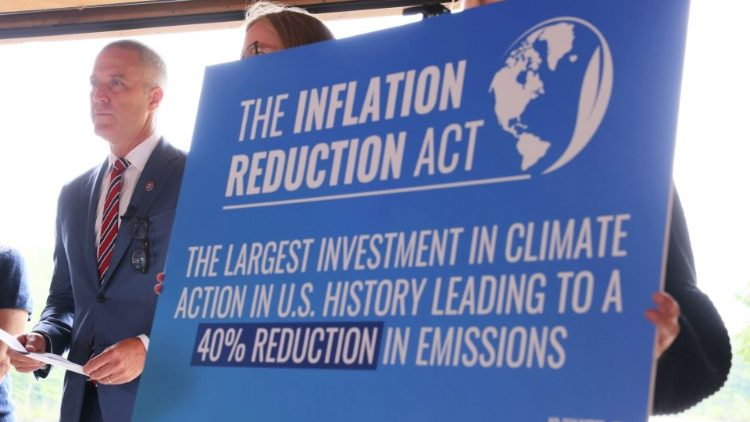 THE INFLATION
REDUCTION ACT
THE LARGEST INVESTMENT IN CLIMATE
ACTION IN U.S. HISTORY LEADING TO A
40% REDUCTION IN EMISSIONS